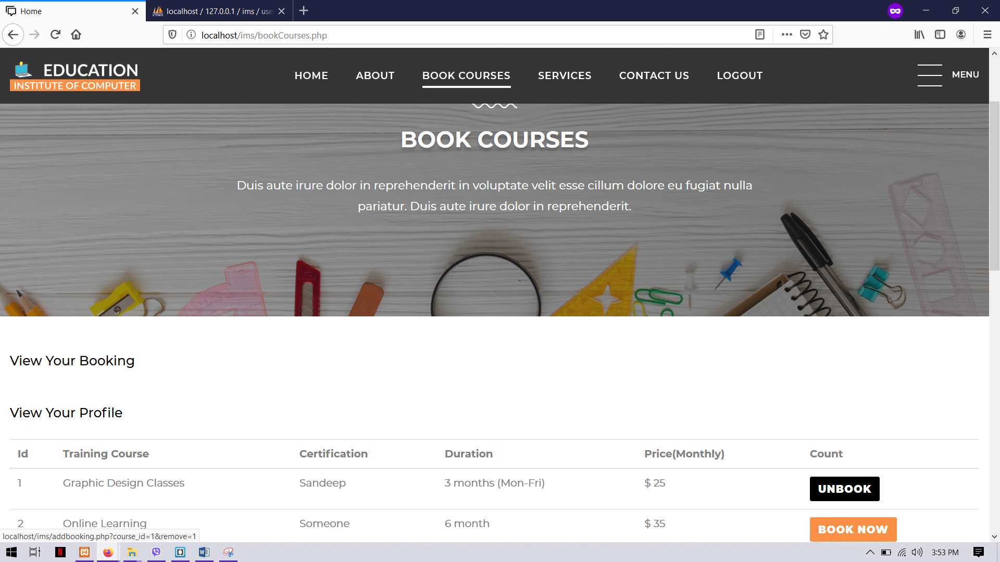 Home
localhost / 127.0.0.1 / ims / use
localhost/ims/bookCourses.php
EDUCATION
INSTITUTE OF COMPUTER
HOME ABOUT BOOK COURSES SERVICES CONTACT US LOGOUT
MENU
BOOK COURSES
Duis aute irure dolor in reprehenderit in voluptate velit esse cillum dolore eu fugiat nulla
pariatur. Duis aute irure dolor in reprehenderit.
View Your Booking
View Your Profile
Id Training Course Certification Duration Price(Monthly) Count
1 Graphic Design Classes Sandeep 3 months (Mon-Fri) $ 25 UNBOOK
2 Online Learning Someone 6 month $ 35 BOOK NOW
localhost/ims/addbooking.php?course_id=1&remove=1
3:53 PM